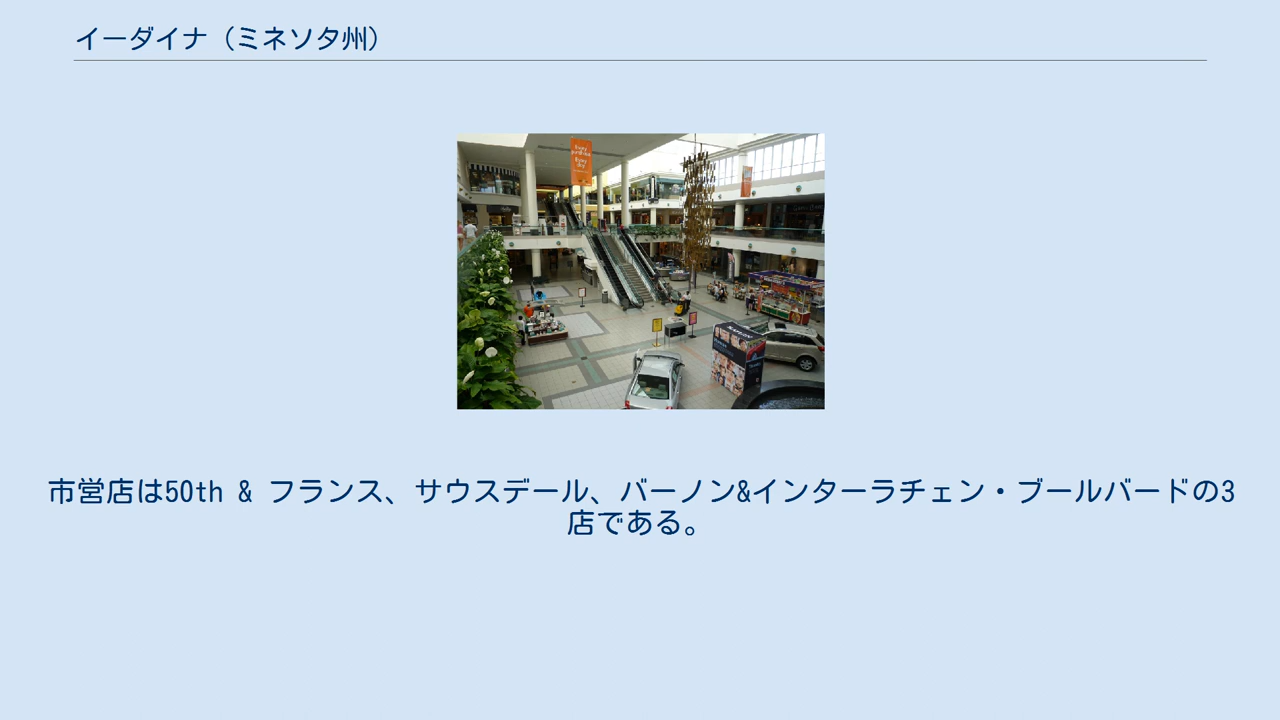 イーダイナ（ミネソタ州）
市営店は50th & フランス、サウスデール、バーノン&インターラチェン・ブールバードの3
店である。